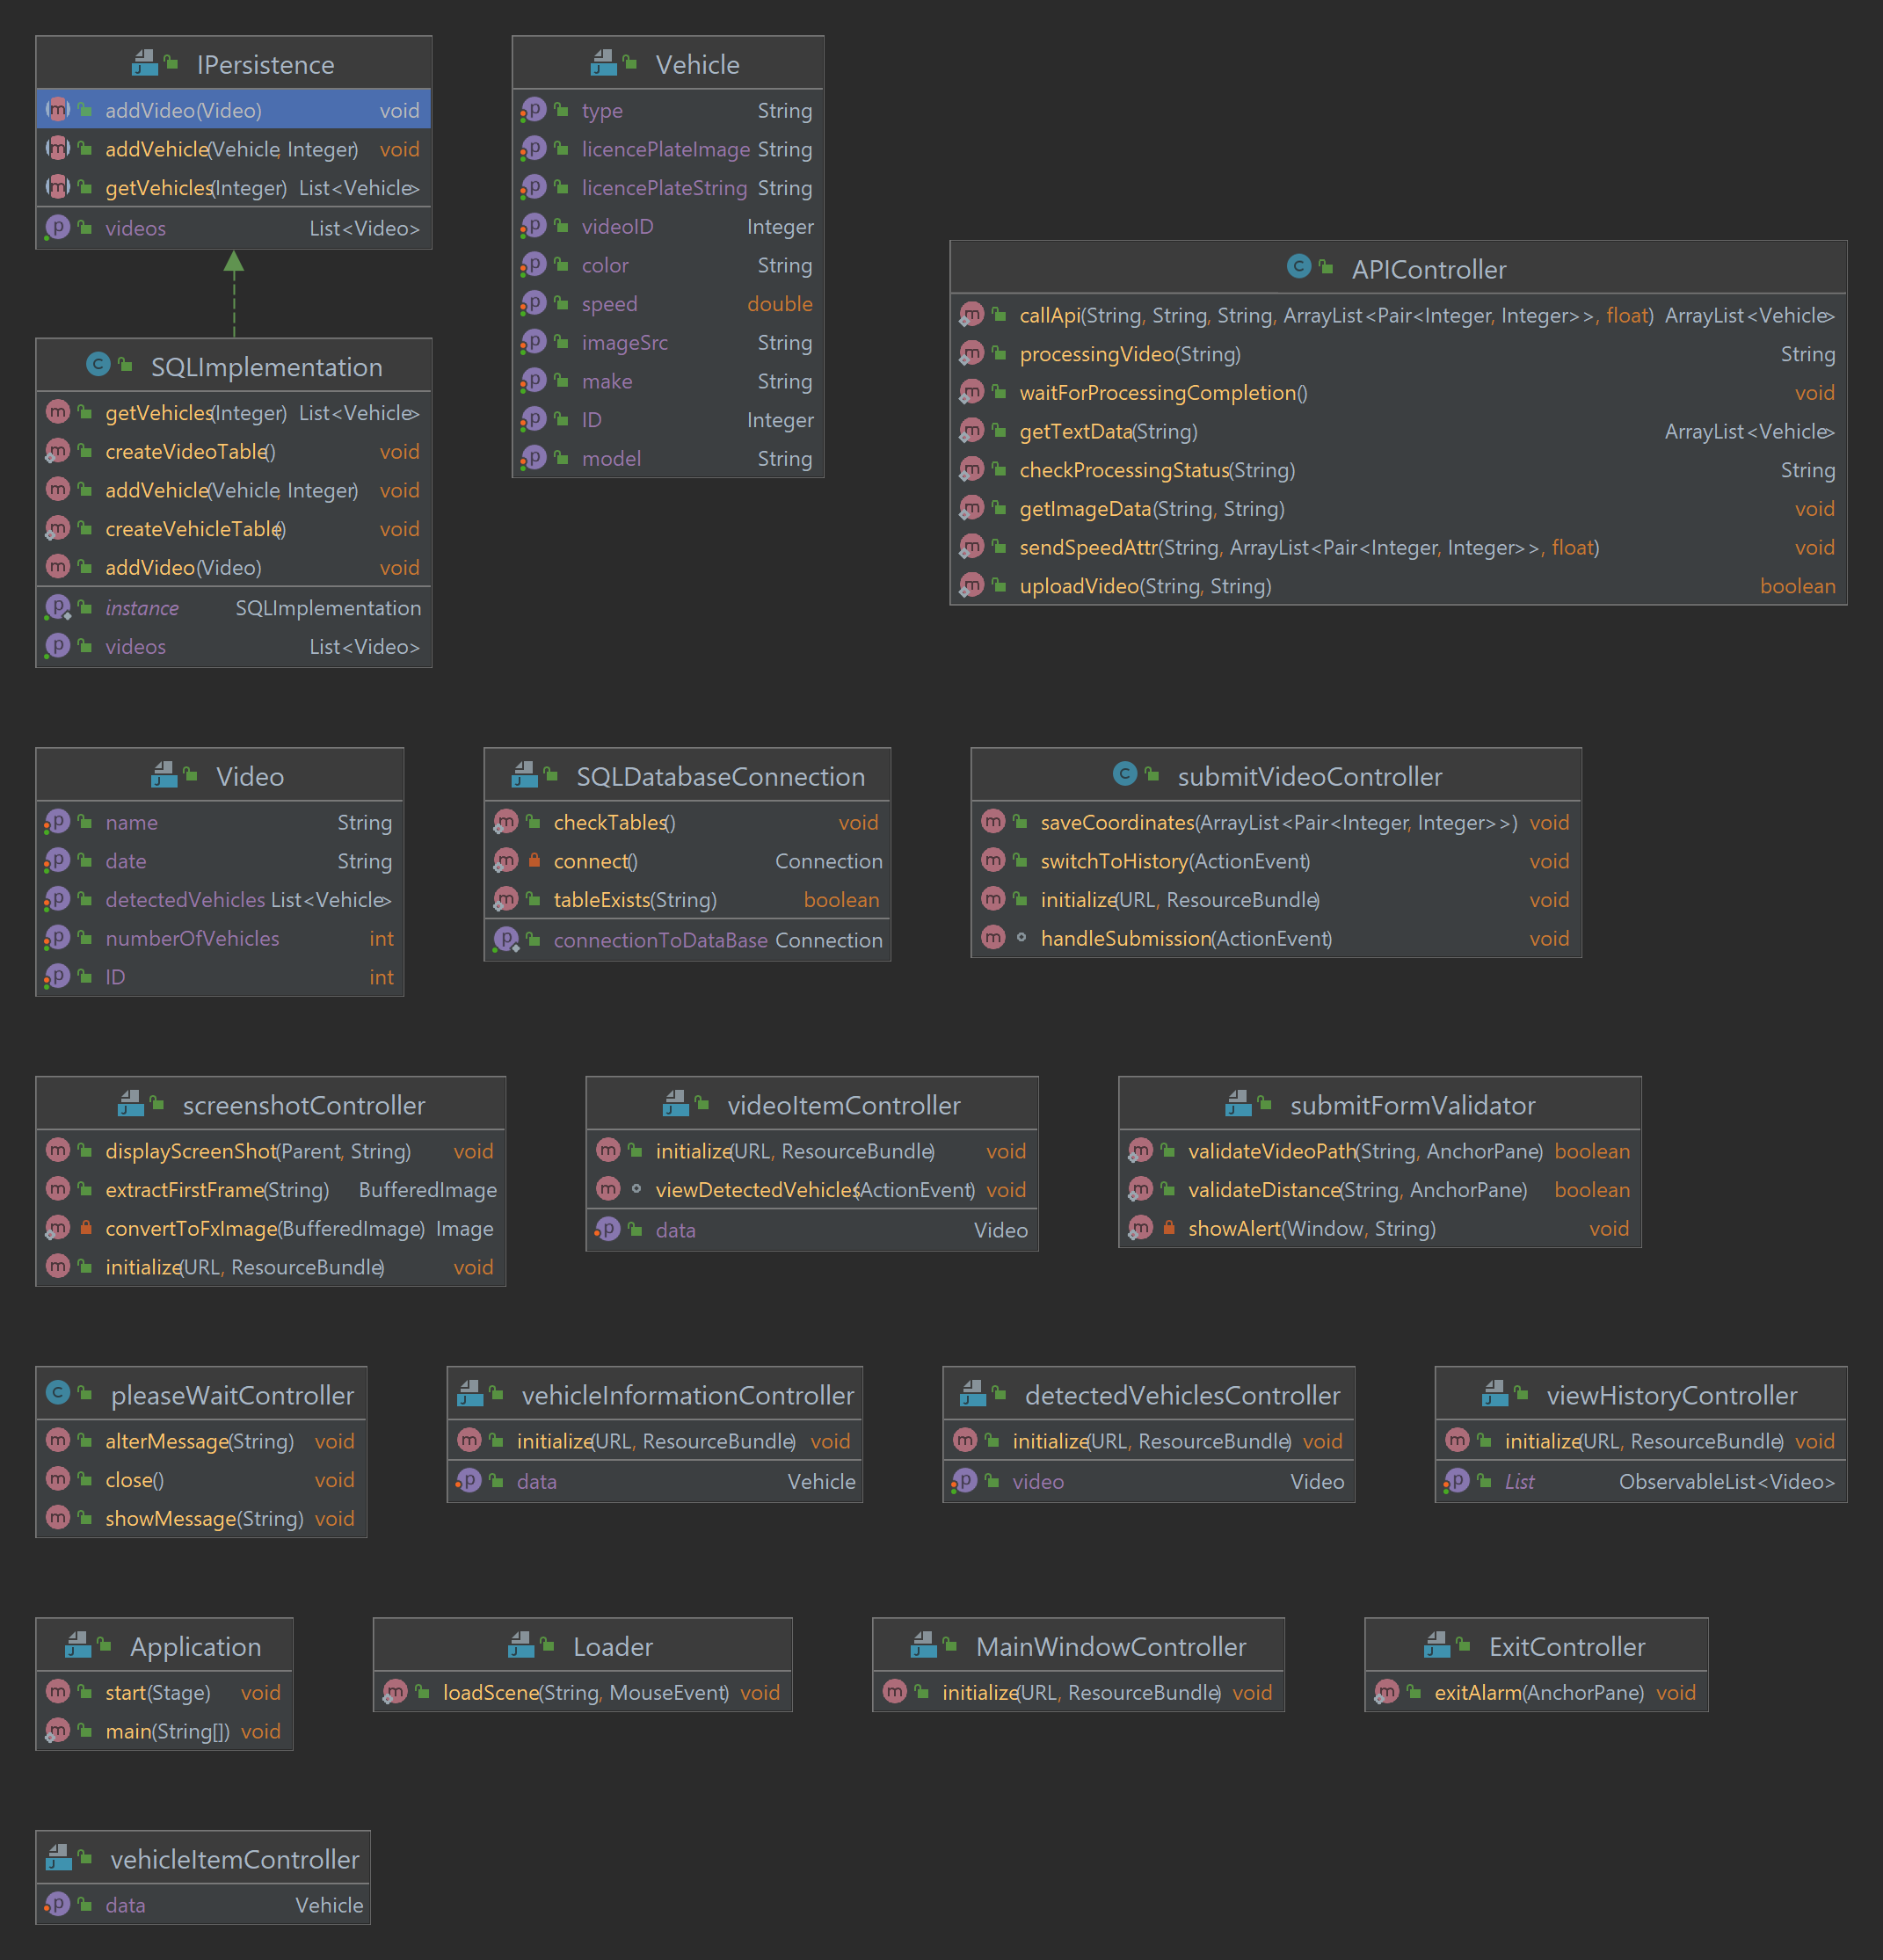 IPersistence
addVideo(Video) void
addVehicle(Vehicle, Integer) void
getVehicles(Integer) List<Vehicle>
videos List<Video>
Vehicle
type String
licencePlateImage String
licencePlateString String
videoID Integer
color String
speed double
imageSrc String
make String
ID Integer
model String
APIController
callApi(String, String, String, ArrayList<Pair<Integer, Integer>>, float) ArrayList<Vehicle>
processingVideo(String) String
waitForProcessingCompletion() void
getTextData(String) ArrayList<Vehicle>
checkProcessingStatus(String) String
getImageData(String, String) void
sendSpeedAttr(String, ArrayList<Pair<Integer, Integer>>, float) void
uploadVideo(String, String) boolean
SQLImplementation
getVehicles(Integer) List<Vehicle>
createVideoTable() void
addVehicle(Vehicle, Integer) void
createVehicleTable() void
addVideo(Video) void
instance SQLImplementation
videos List<Video>
Video
name String
date String
detectedVehicles List<Vehicle>
numberOfVehicles int
ID int
SQLDatabaseConnection
checkTables() void
connect() Connection
tableExists(String) boolean
connectionToDataBase Connection
submitVideoController
saveCoordinates(ArrayList<Pair<Integer, Integer>>) void
switchToHistory(ActionEvent) void
initialize(URL, ResourceBundle) void
handleSubmission(ActionEvent) void
screenshotController
displayScreenShot(Parent, String) void
extractFirstFrame(String) BufferedImage
convertToFxImage(BufferedImage) Image
initialize(URL, ResourceBundle) void
videoItemController
initialize(URL, ResourceBundle) void
viewDetectedVehicles(ActionEvent) void
data Video
submitFormValidator
validateVideoPath(String, AnchorPane) boolean
validateDistance(String, AnchorPane) boolean
showAlert(Window, String) void
pleaseWaitController
alterMessage(String) void
close() void
showMessage(String) void
vehicleInformationController
initialize(URL, ResourceBundle) void
data Vehicle
detectedVehiclesController
initialize(URL, ResourceBundle) void
video Video
viewHistoryController
initialize(URL, ResourceBundle) void
List ObservableList<Video>
Application
start(Stage) void
main(String[]) void
Loader
loadScene(String, MouseEvent) void
MainWindowController
initialize(URL, ResourceBundle) void
ExitController
exitAlarm(AnchorPane) void
vehicleItemController
data Vehicle